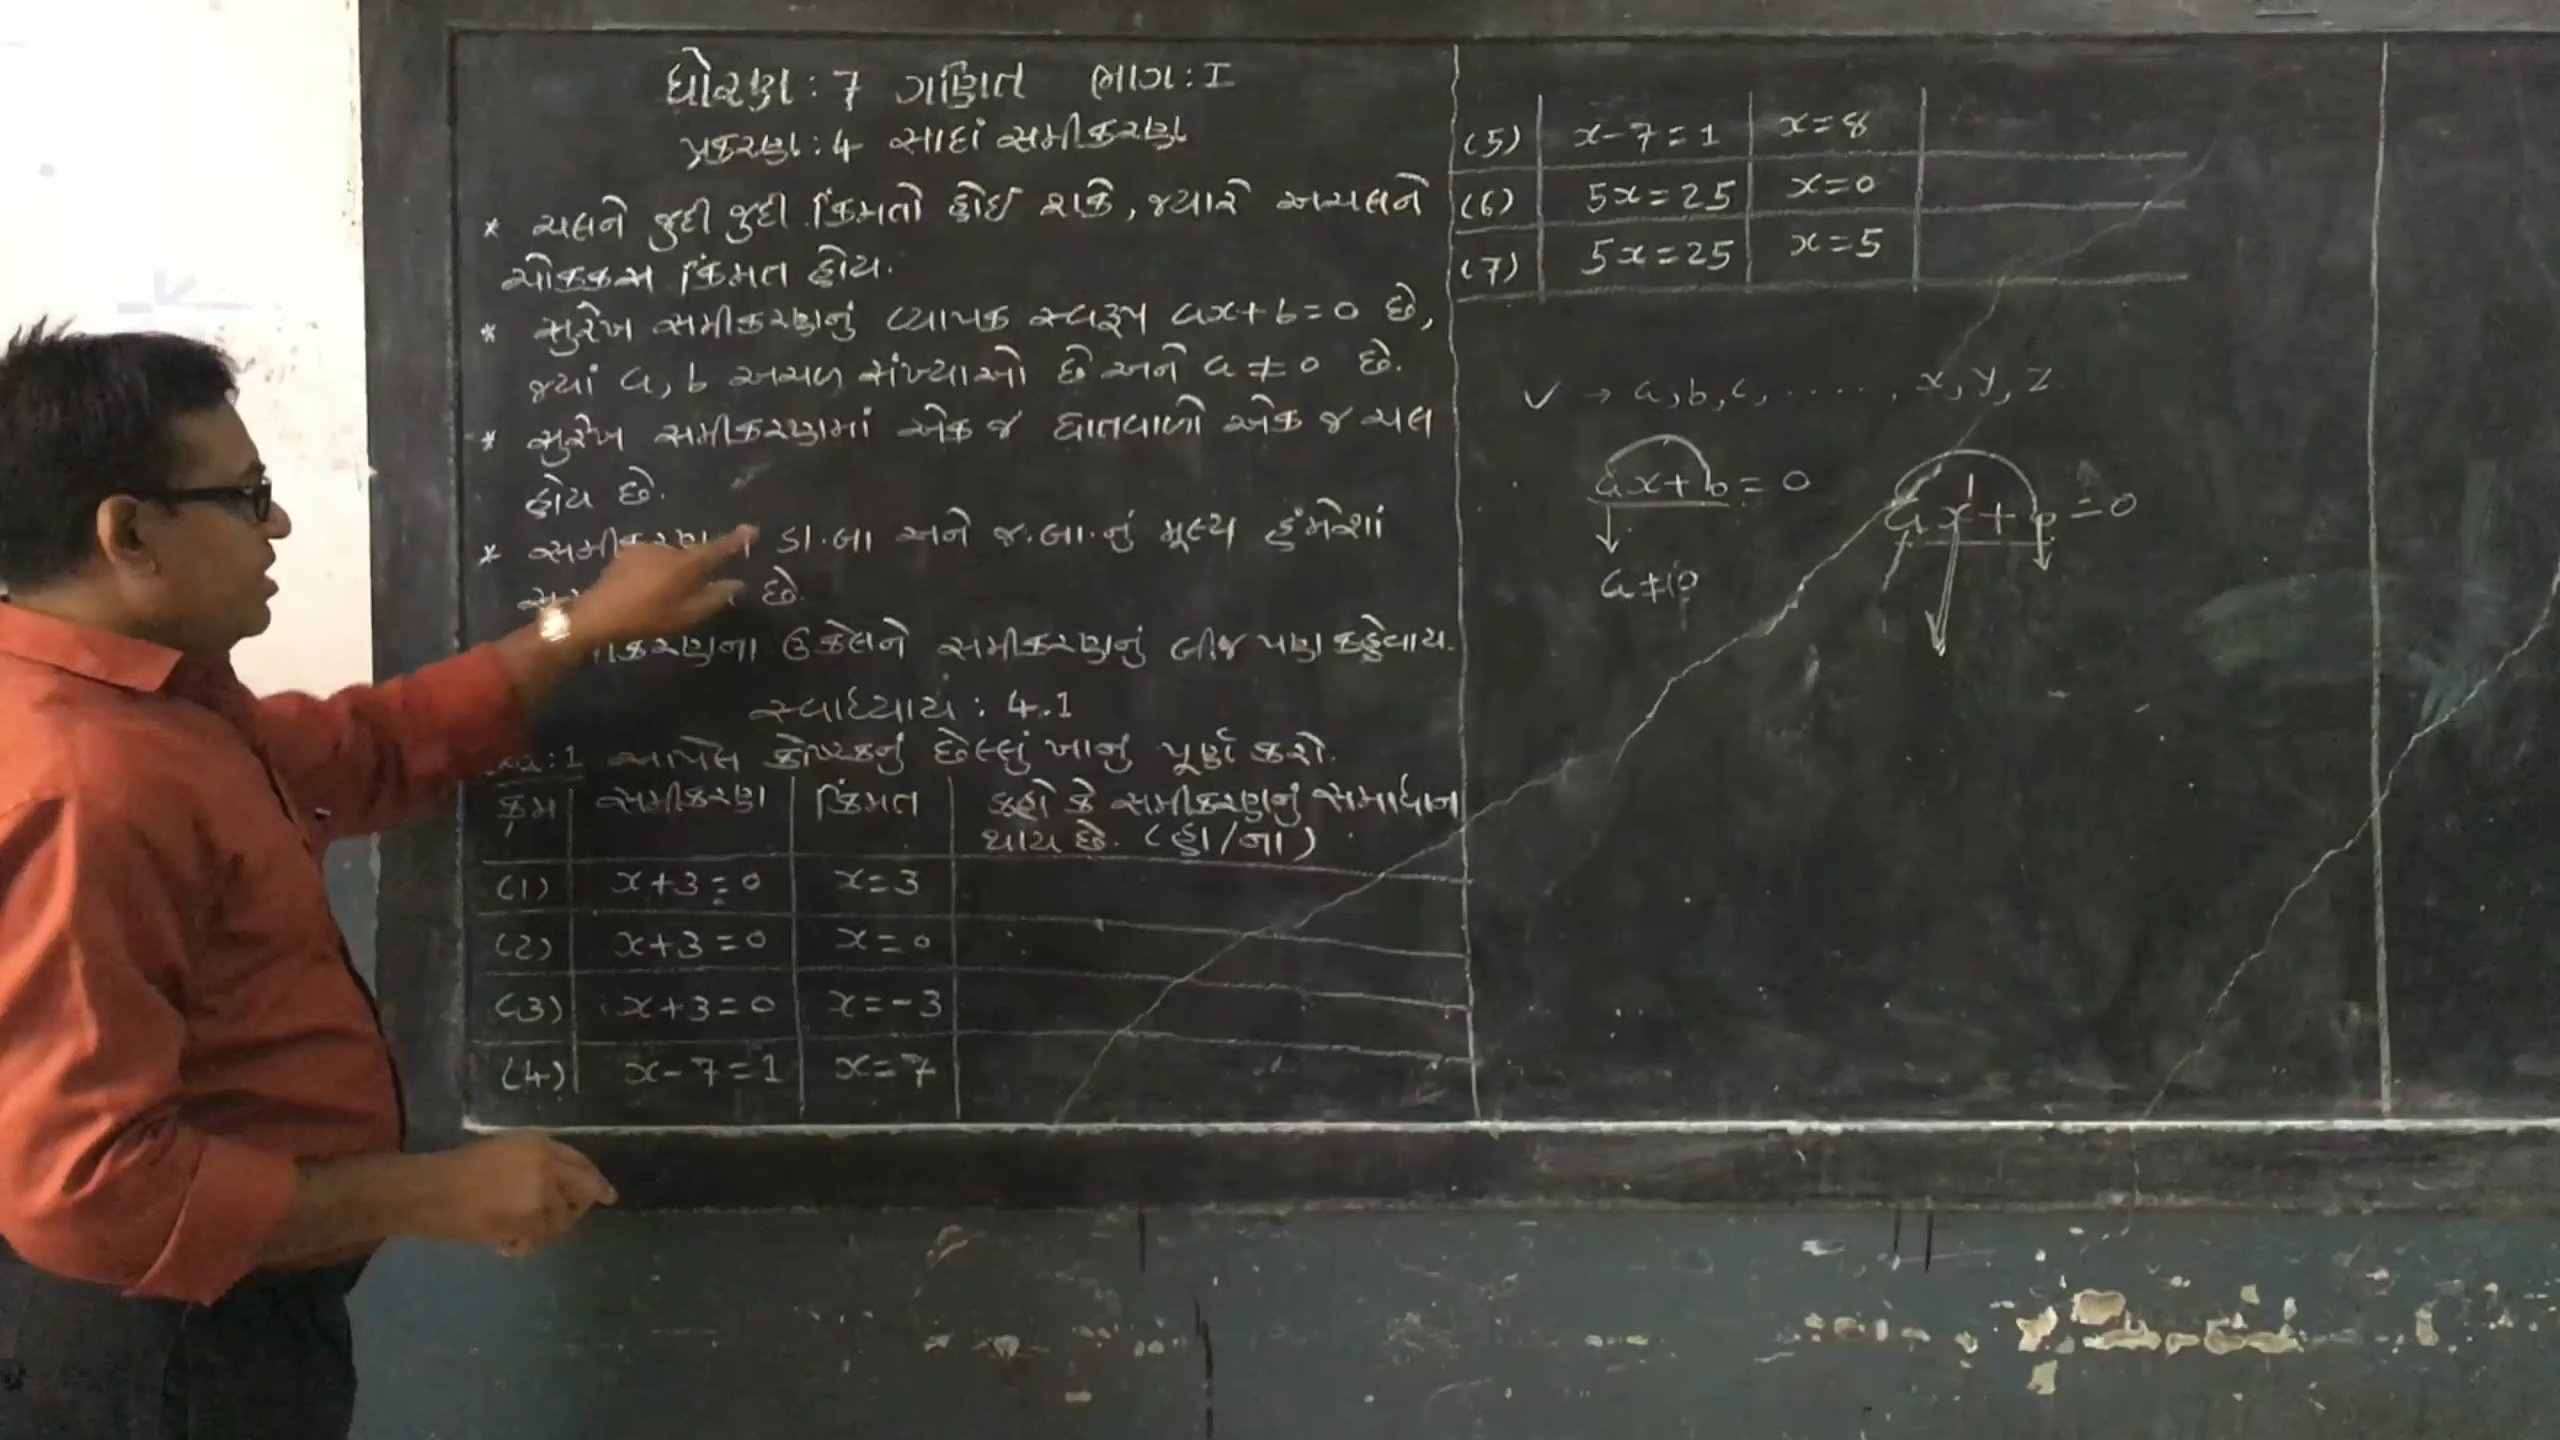 ધોરણ : 7 ગણિત ભાગ : I
પ્રકરણ : 4 સાદાં સમીકરણ
* ચલને જુદી જુદી કિંમતો હોઈ શકે, જ્યારે અચલને
ચોક્કસ કિંમત હોય.
* સુરેખ સમીકરણનું વ્યાપક સ્વરૂપ ax+b=0 છે,
જ્યાં a, b અચળ સંખ્યાઓ છે અને a ≠ 0 છે.
* સુરેખ સમીકરણમાં એક જ ઘાતવાળો એક જ ચલ
હોય છે.
* ડા.બા અને જ.બા.નું મૂલ્ય હંમેશાં
છે.
ઉકેલને સમીકરણનું બીજ પણ કહેવાય.
સ્વાધ્યાય : 4.1
:1 આપેલ કોષ્ટકનું છેલ્લું ખાનું પૂર્ણ કરો.
ક્રમ સમીકરણ કિંમત કહો કે સમીકરણનું સમાધાન
થાય છે. (હા/ના)
(1) x+3=0 x=3
(2) x+3=0 x=0
(3) x+3=0 x=-3
(4) x-7=1 x=7
(5) x-7=1 x=8
(6) 5x=25 x=0
(7) 5x=25 x=5
✓ → a, b, c, ....., x, y, z
ax+b=0
a≠0
=0